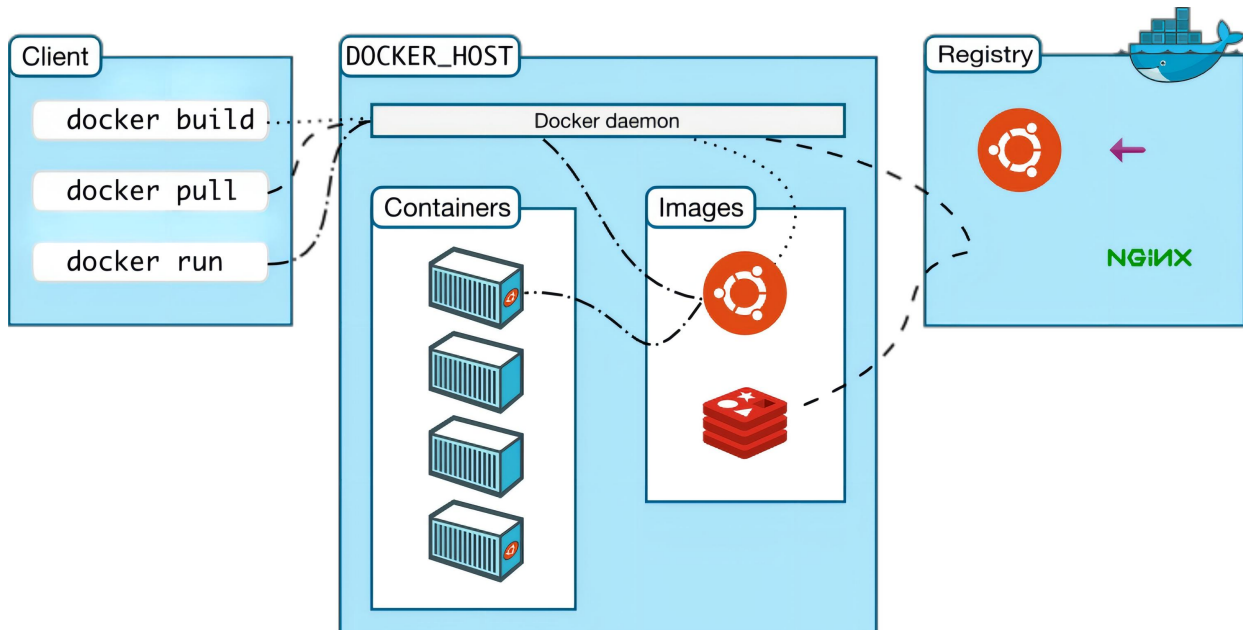 Client
docker build
docker pull
docker run
DOCKER_HOST
Docker daemon
Containers
Images
Registry
NGINX